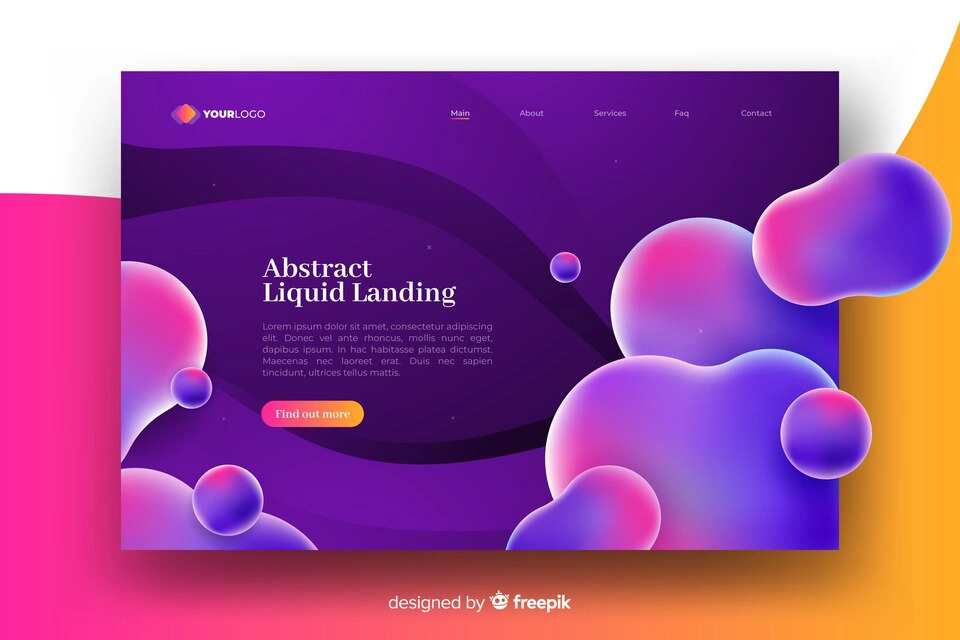 YOURLOGO
Main About Services Faq Contact
Abstract
Liquid Landing
Lorem ipsum dolor sit amet, consectetur adipiscing
elit. Donec vel ante rhoncus, mollis nunc eget,
dapibus ipsum. In hac habitasse platea dictumst.
Maecenas nec laoreet erat. Duis nec sapien
tincidunt, ultrices tellus mattis.
Find out more
designed by freepik